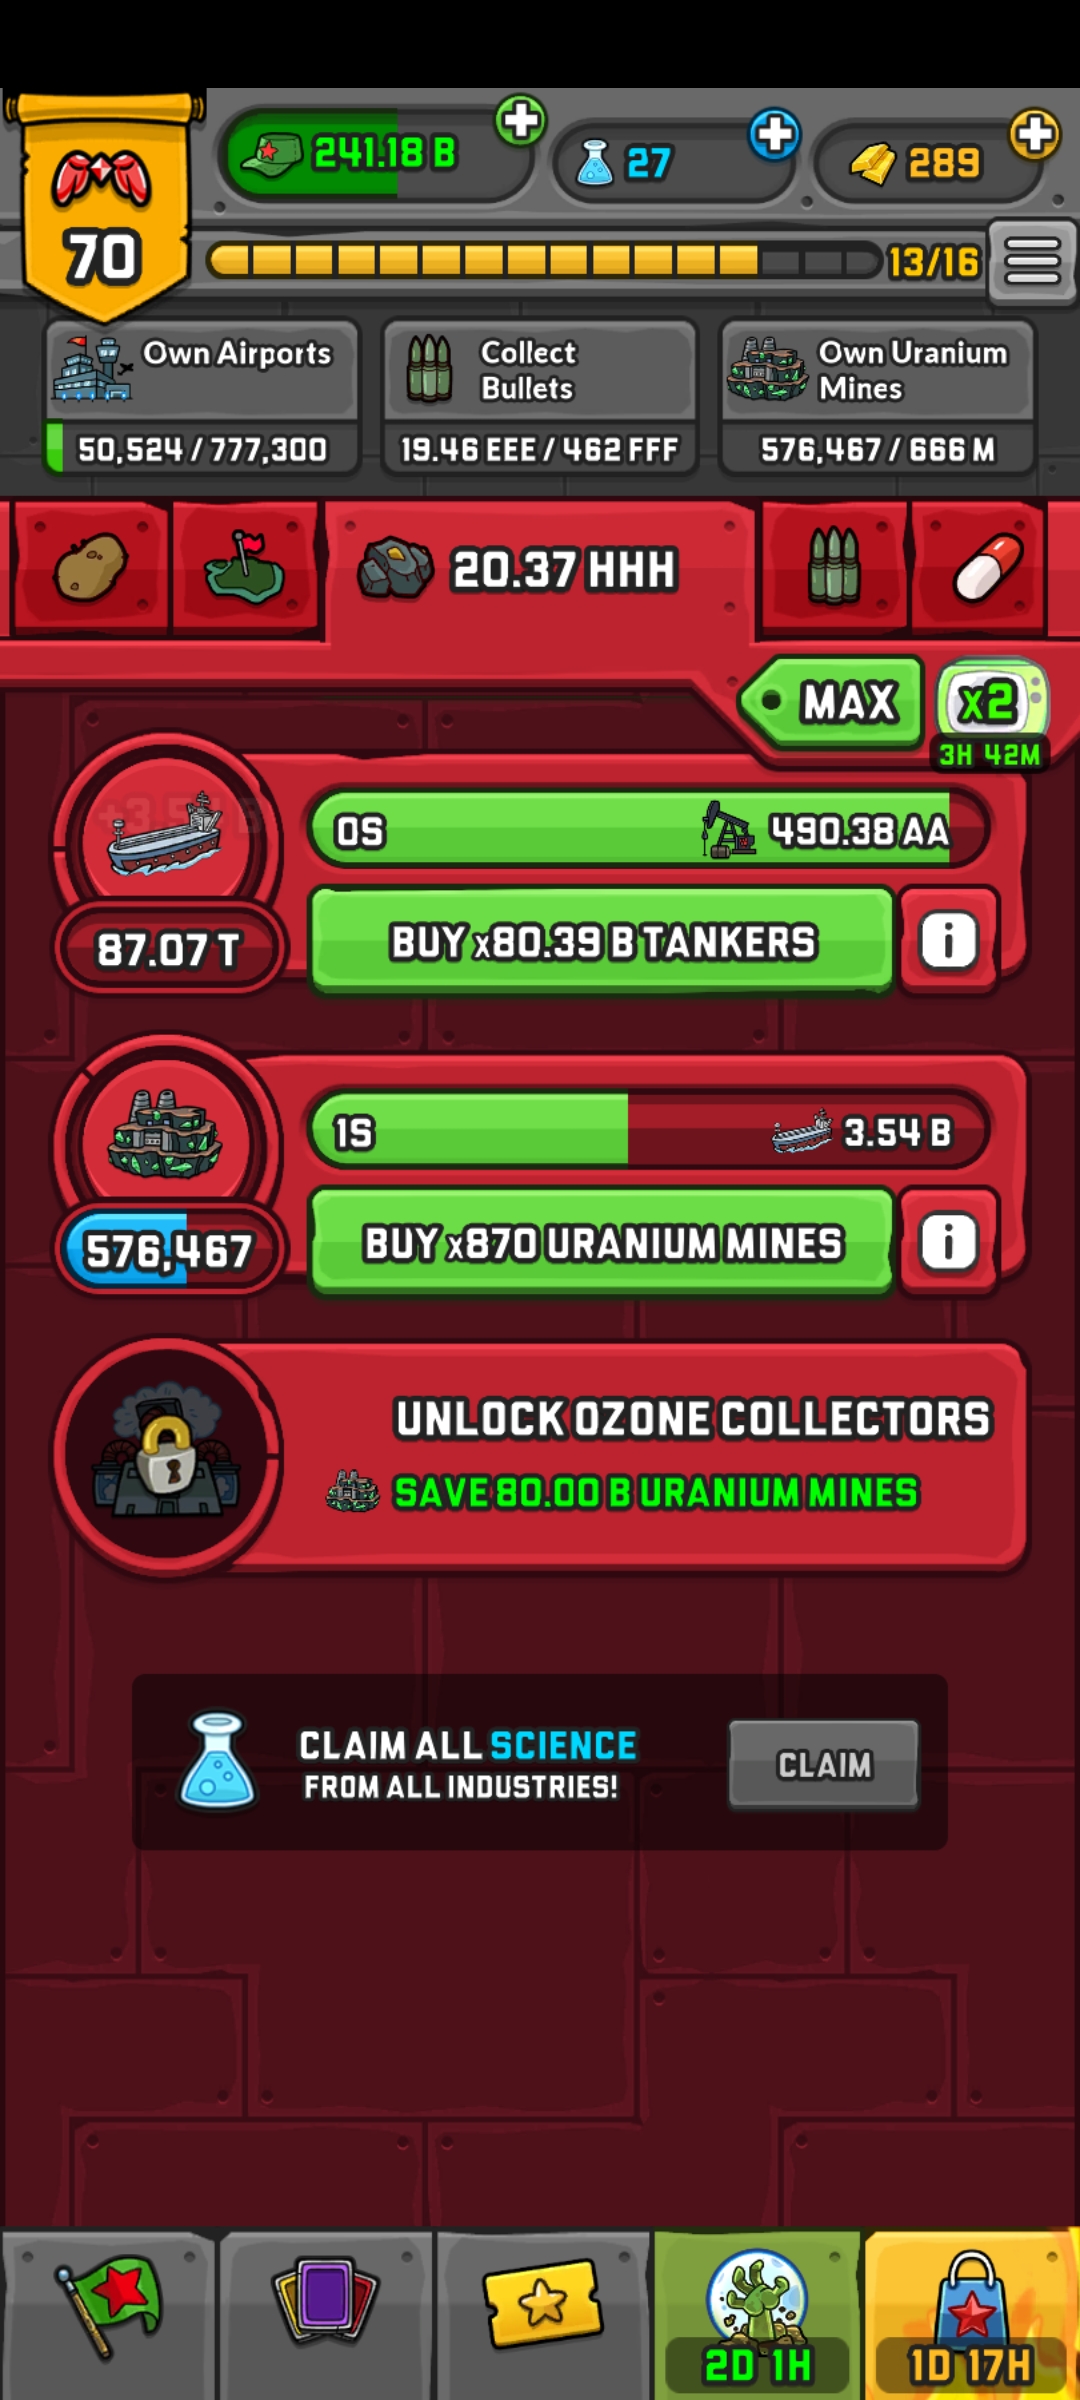 241.18 B
27
289
70
13/16
Own Airports
50,524 / 777,300
Collect
Bullets
19.46 EEE / 462 FFF
Own Uranium
Mines
576,467 / 666 M
20.37 HHH
MAX
x2
3H 42M
0S
490.38 AA
87.07 T
BUY x80.39 B TANKERS
i
1S
3.54 B
576,467
BUY x870 URANIUM MINES
i
UNLOCK OZONE COLLECTORS
SAVE 80.00 B URANIUM MINES
CLAIM ALL SCIENCE
FROM ALL INDUSTRIES!
CLAIM
2D 1H
1D 17H